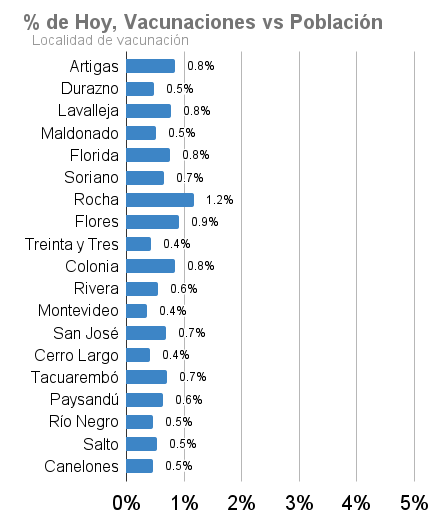 % de Hoy, Vacunaciones vs Población
Localidad de vacunación
Artigas 0.8%
Durazno 0.5%
Lavalleja 0.8%
Maldonado 0.5%
Florida 0.8%
Soriano 0.7%
Rocha 1.2%
Flores 0.9%
Treinta y Tres 0.4%
Colonia 0.8%
Rivera 0.6%
Montevideo 0.4%
San José 0.7%
Cerro Largo 0.4%
Tacuarembó 0.7%
Paysandú 0.6%
Río Negro 0.5%
Salto 0.5%
Canelones 0.5%
0% 1% 2% 3% 4% 5%